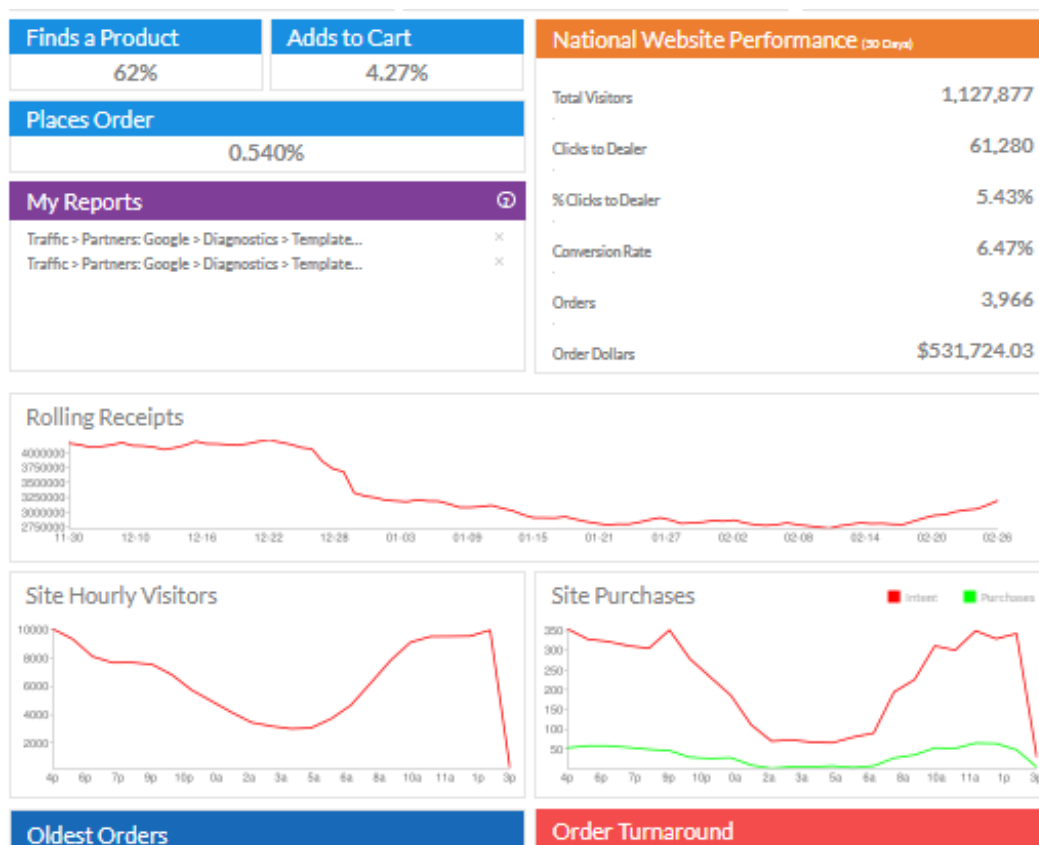 Finds a Product
Adds to Cart
62%
4.27%
Places Order
0.540%
My Reports
Traffic > Partners: Google > Diagnostics > Template...
Traffic > Partners: Google > Diagnostics > Template...
National Website Performance (30 Days)
Total Visitors 1,127,877
Clicks to Dealer 61,280
% Clicks to Dealer 5.43%
Conversion Rate 6.47%
Orders 3,966
Order Dollars $531,724.03
Rolling Receipts
4000000
3750000
3500000
3250000
3000000
2750000
11-30 12-10 12-16 12-22 12-28 01-03 01-09 01-15 01-21 01-27 02-02 02-08 02-14 02-20 02-26
Site Hourly Visitors
10000
8000
6000
4000
2000
4p 6p 7p 9p 10p 0a 2a 3a 5a 6a 8a 10a 11a 1p 3p
Site Purchases
Intent Purchases
350
300
250
200
150
100
50
4p 6p 7p 9p 10p 0a 2a 3a 5a 6a 8a 10a 11a 1p 3p
Oldest Orders
Order Turnaround